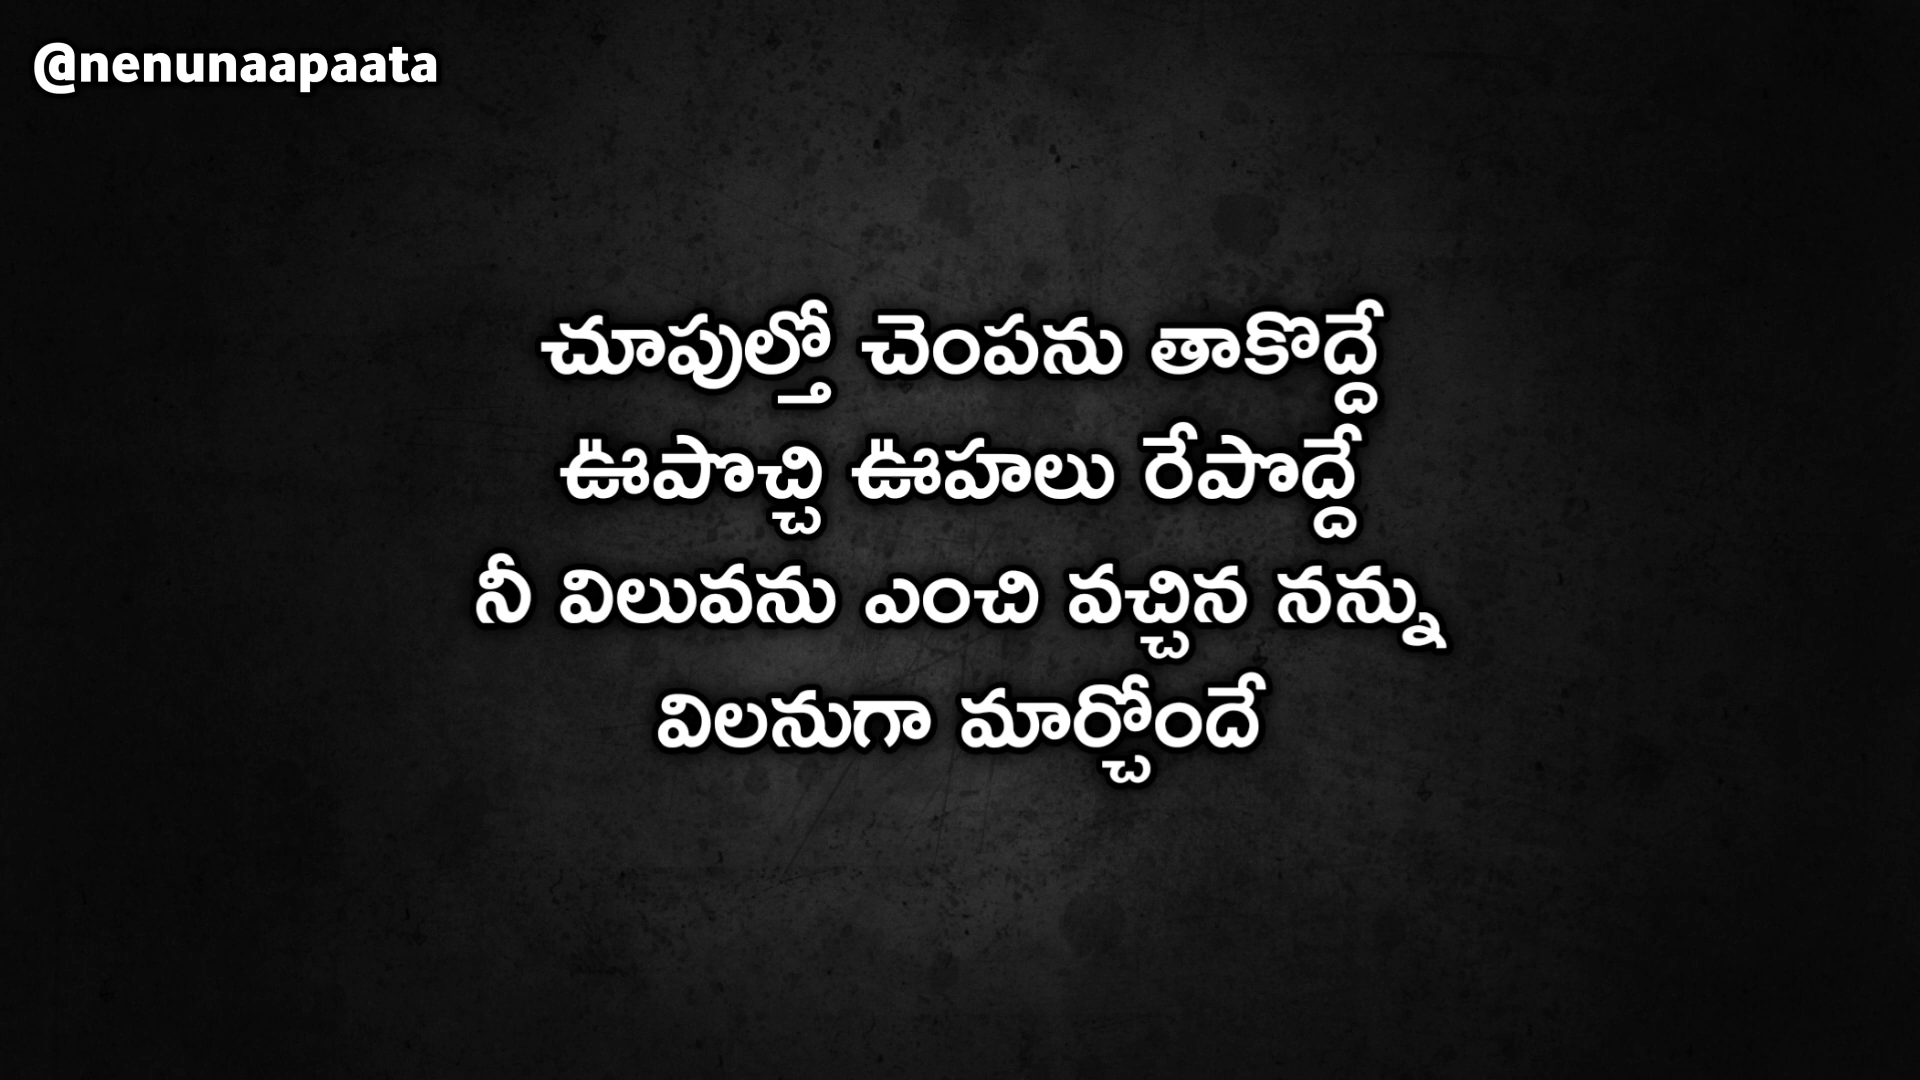 @nenunaapaata
చూపుల్తో చెంపను తాకొద్దే
ఊపొచ్చి ఊహలు రేపొద్దే
నీ విలువను ఎంచి వచ్చిన నన్ను
విలనుగా మార్చోందే